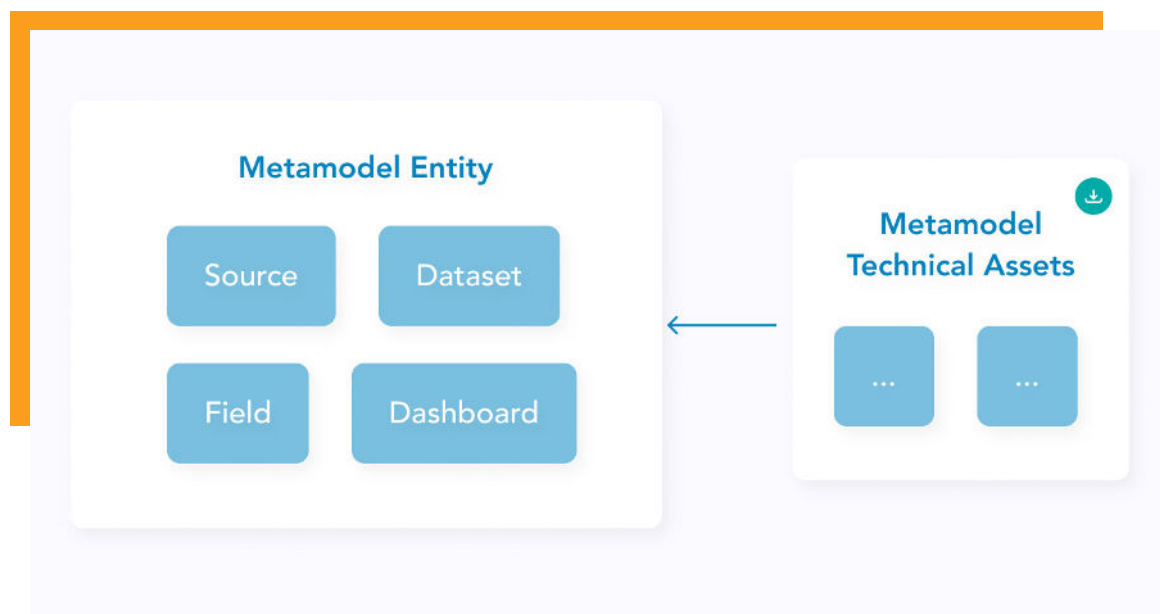 Metamodel Entity
Source
Dataset
Field
Dashboard
Metamodel
Technical Assets
...
...